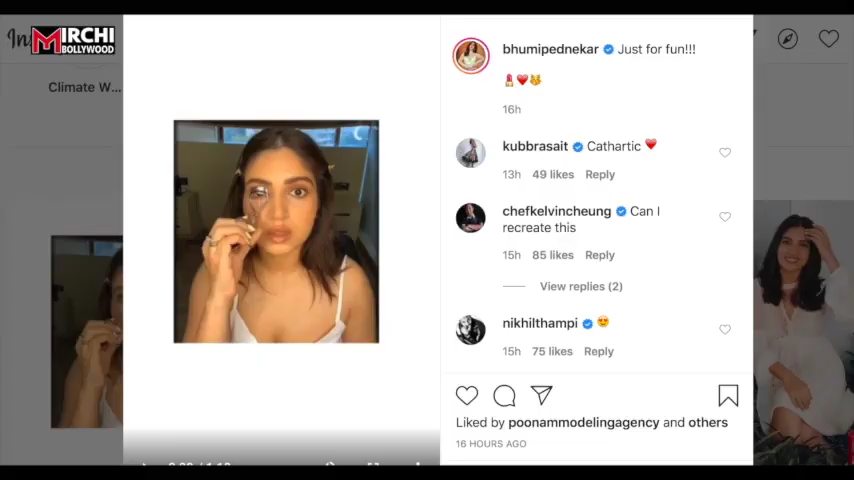 MIRCHI
BOLLYWOOD
Ins
Climate W...
bhumipednekar Just for fun!!!
💄❤️😼
16h
kubbrasait Cathartic ❤️
13h 49 likes Reply
chefkelvincheung Can I
recreate this
15h 85 likes Reply
View replies (2)
nikhilthampi 😍
15h 75 likes Reply
Liked by poonammodelingagency and others
16 HOURS AGO